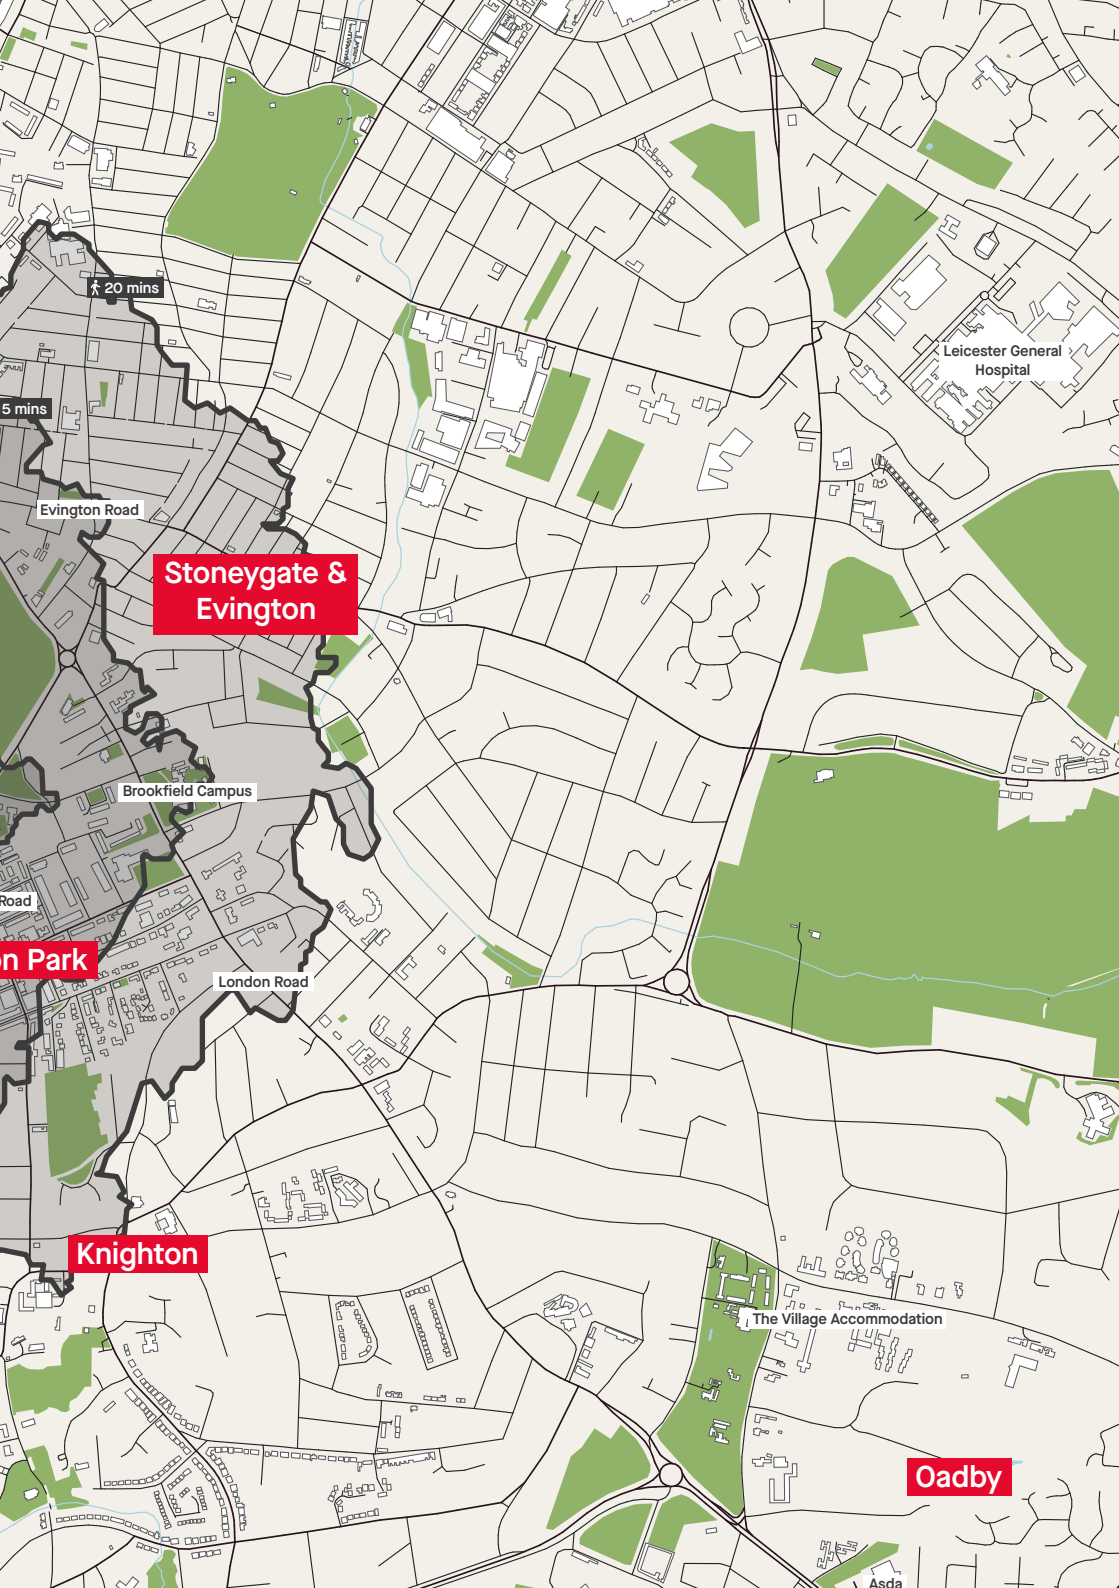 20 mins
Leicester General
Hospital
5 mins
Evington Road
Stoneygate &
Evington
Brookfield Campus
Road
on Park
London Road
Knighton
The Village Accommodation
Oadby
Asda